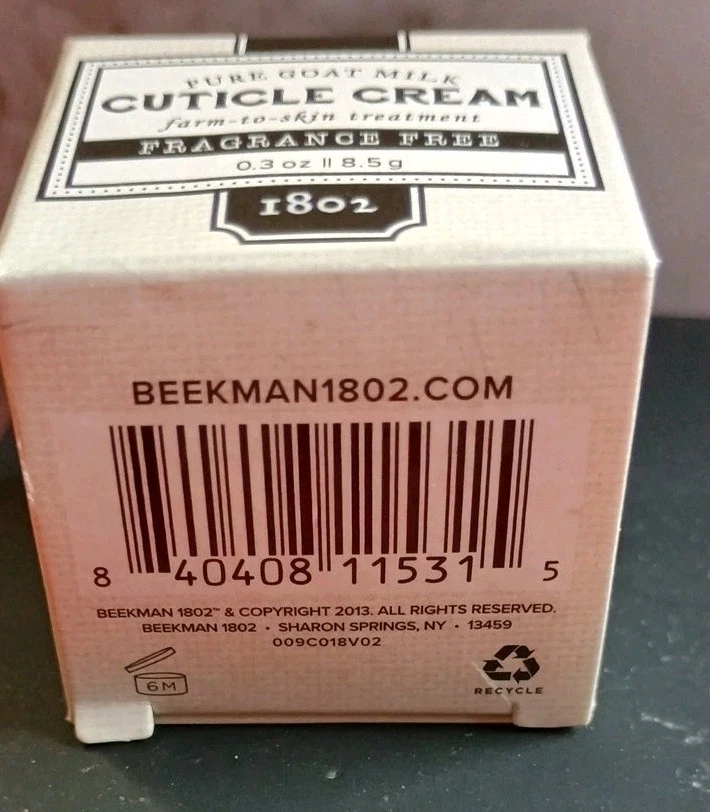 PURE GOAT MILK
CUTICLE CREAM
farm-to-skin treatment
FRAGRANCE FREE
0.3 oz || 8.5 g
1802
BEEKMAN1802.COM
8 40408 11531 5
BEEKMAN 1802™ & COPYRIGHT 2013. ALL RIGHTS RESERVED.
BEEKMAN 1802 • SHARON SPRINGS, NY • 13459
009C018V02
6M
RECYCLE